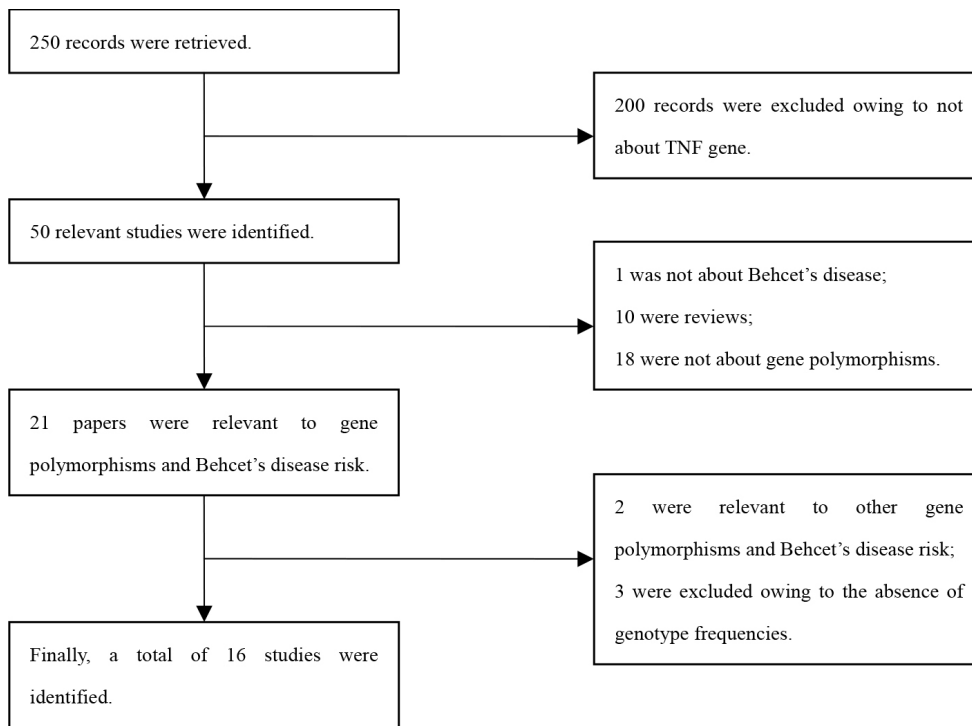 250 records were retrieved.
200 records were excluded owing to not
about TNF gene.
50 relevant studies were identified.
1 was not about Behcet’s disease;
10 were reviews;
18 were not about gene polymorphisms.
21 papers were relevant to gene
polymorphisms and Behcet’s disease risk.
2 were relevant to other gene
polymorphisms and Behcet’s disease risk;
3 were excluded owing to the absence of
genotype frequencies.
Finally, a total of 16 studies were
identified.